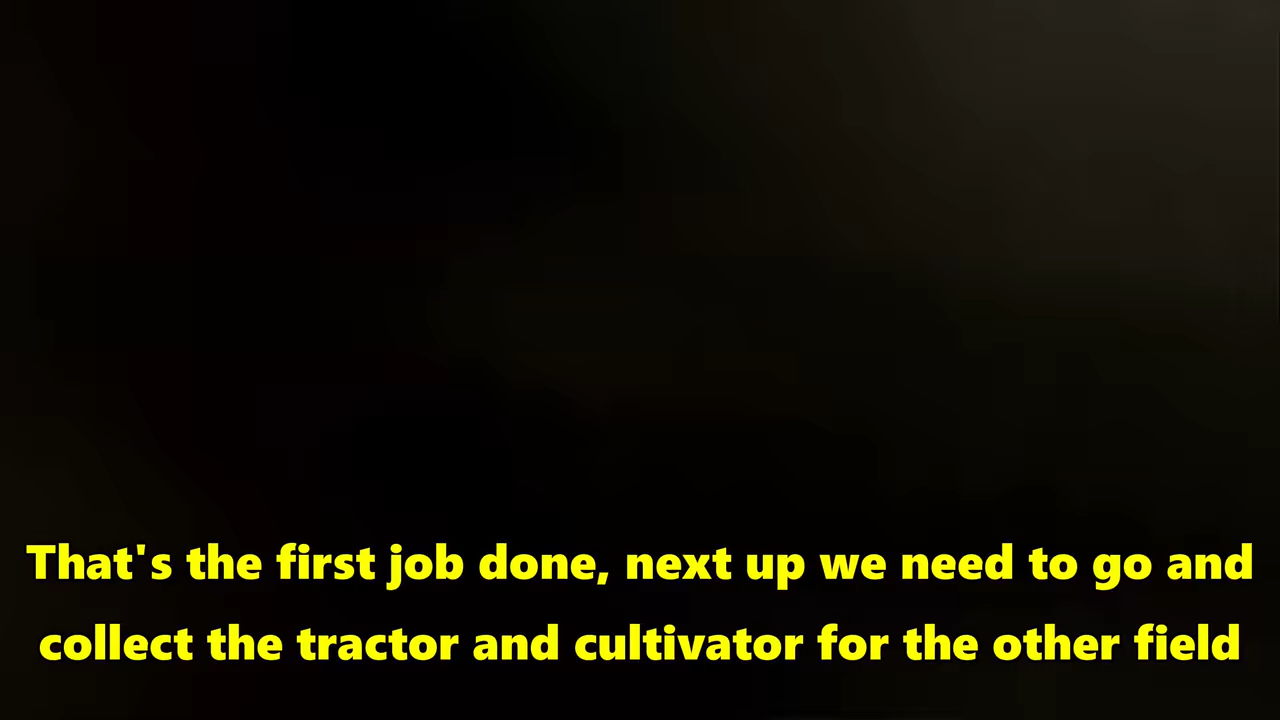 That's the first job done, next up we need to go and
collect the tractor and cultivator for the other field